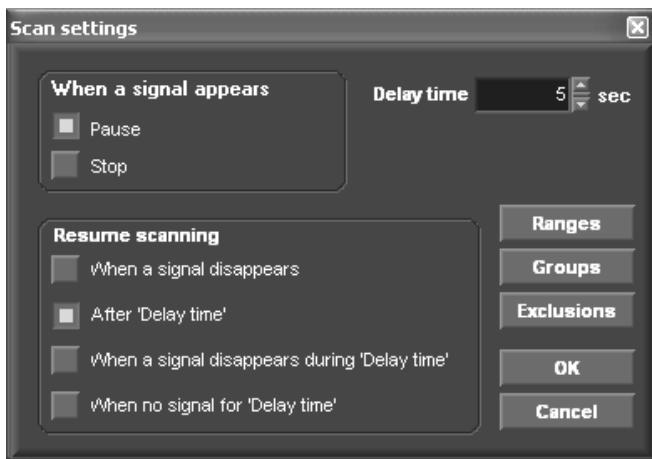 Scan settings
When a signal appears
Pause
Stop
Delay time 5 sec
Resume scanning
When a signal disappears
After 'Delay time'
When a signal disappears during 'Delay time'
When no signal for 'Delay time'
Ranges
Groups
Exclusions
OK
Cancel